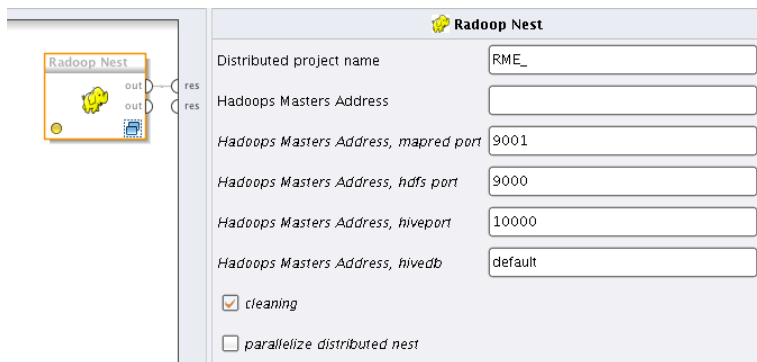 Radoop Nest
out
res
out
res
Radoop Nest
Distributed project name
RME_
Hadoops Masters Address
Hadoops Masters Address, mapred port
9001
Hadoops Masters Address, hdfs port
9000
Hadoops Masters Address, hiveport
10000
Hadoops Masters Address, hivedb
default
cleaning
parallelize distributed nest